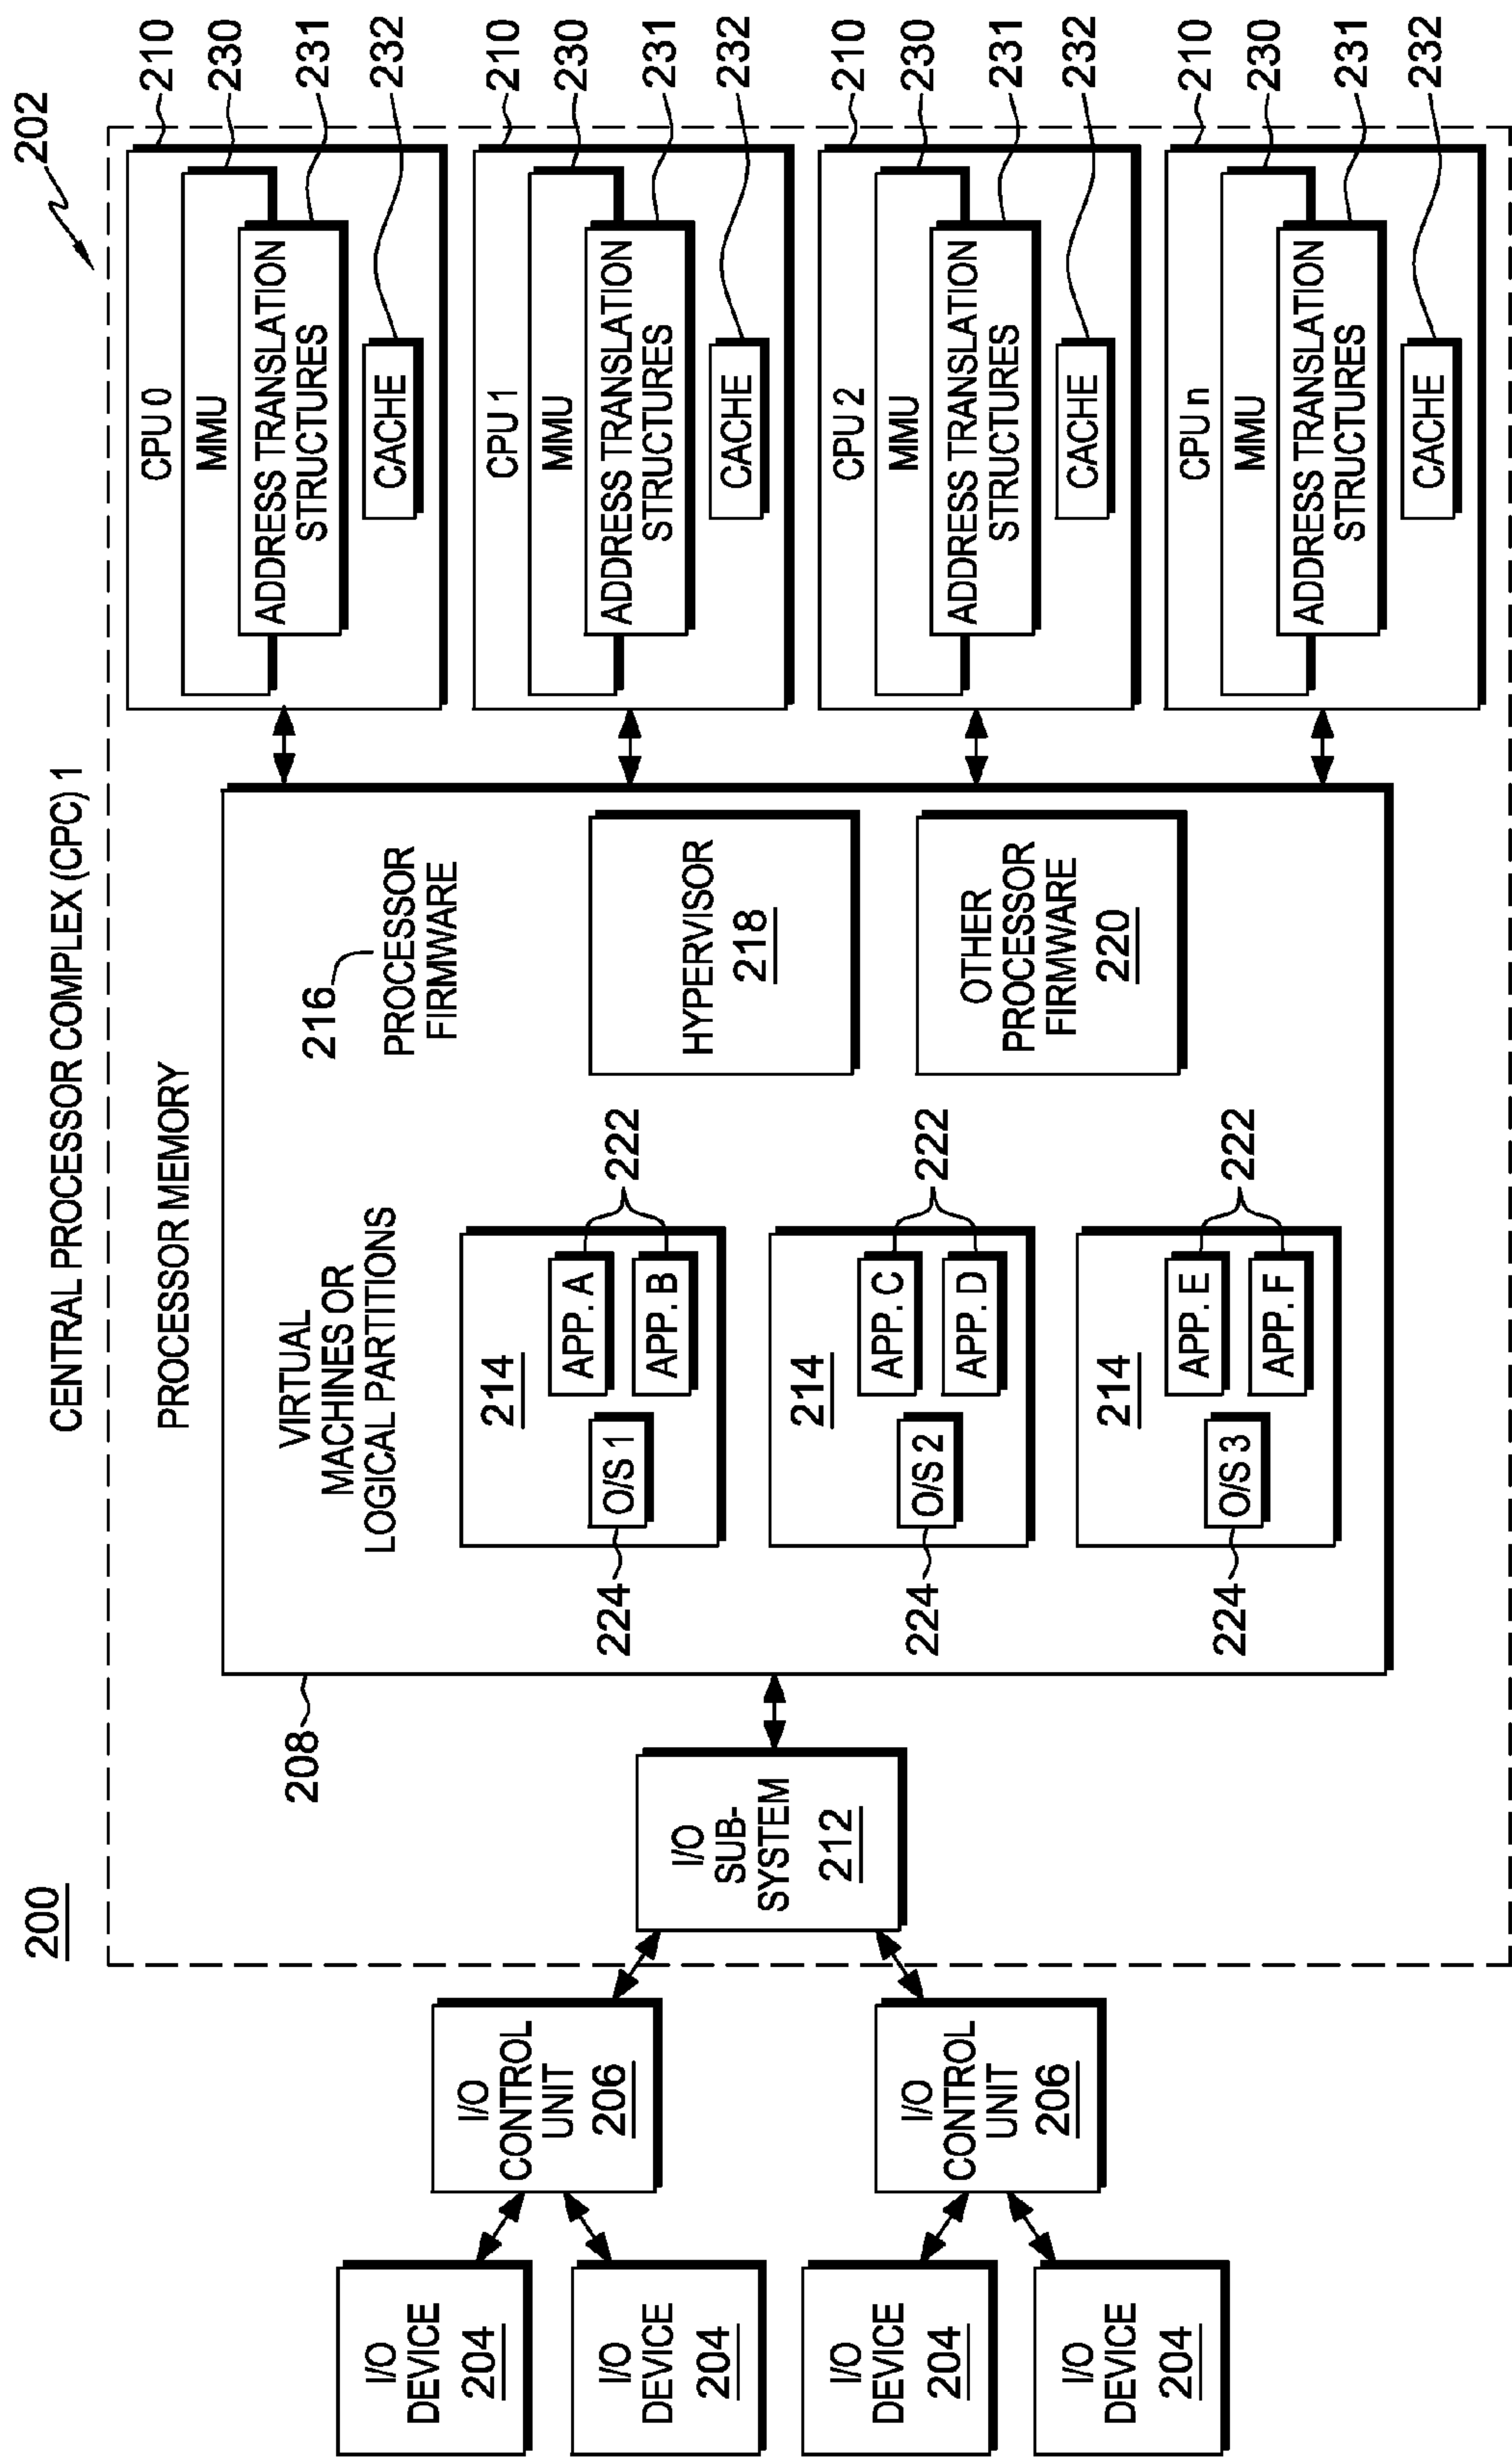 200
CENTRAL PROCESSOR COMPLEX (CPC) 1
202
I/O
DEVICE
204
I/O
DEVICE
204
I/O
DEVICE
204
I/O
DEVICE
204
I/O
CONTROL
UNIT
206
I/O
CONTROL
UNIT
206
I/O
SUB-
SYSTEM
212
208
PROCESSOR MEMORY
VIRTUAL
MACHINES OR
LOGICAL PARTITIONS
214
224
O/S 1
APP. A
APP. B
222
214
224
O/S 2
APP. C
APP. D
222
214
224
O/S 3
APP. E
APP. F
222
216
PROCESSOR
FIRMWARE
HYPERVISOR
218
OTHER
PROCESSOR
FIRMWARE
220
CPU 0
210
MMU
230
ADDRESS TRANSLATION
STRUCTURES
231
CACHE
232
CPU 1
210
MMU
230
ADDRESS TRANSLATION
STRUCTURES
231
CACHE
232
CPU 2
210
MMU
230
ADDRESS TRANSLATION
STRUCTURES
231
CACHE
232
CPU n
210
MMU
230
ADDRESS TRANSLATION
STRUCTURES
231
CACHE
232